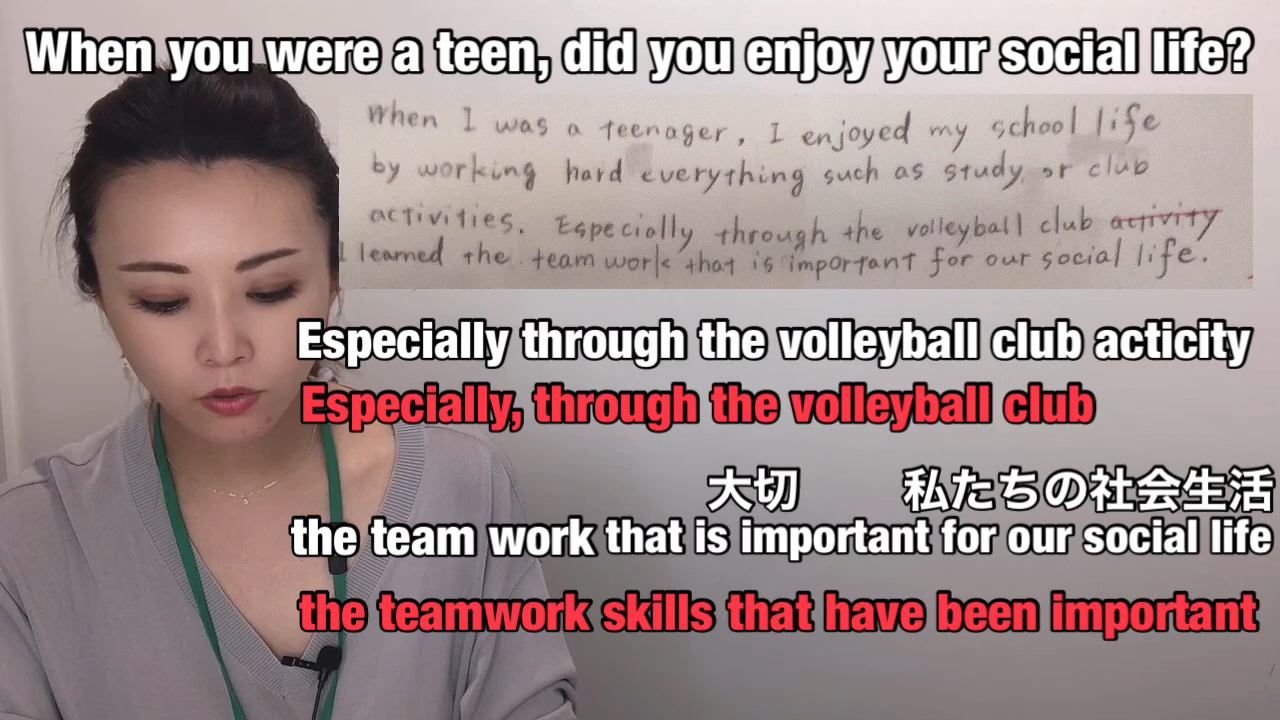 When you were a teen, did you enjoy your social life?
When I was a teenager, I enjoyed my school life
by working hard everything such as study or club
activities. Especially through the volleyball club activity
I learned the team work that is important for our social life.
Especially through the volleyball club acticity
Especially, through the volleyball club
大切 私たちの社会生活
the team work that is important for our social life
the teamwork skills that have been important